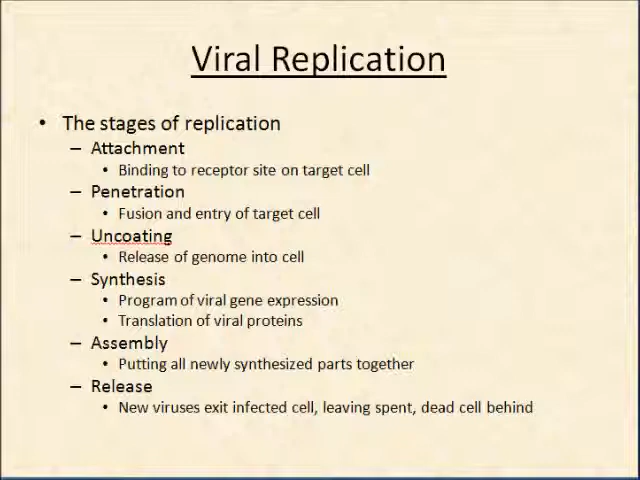 Viral Replication
• The stages of replication
– Attachment
• Binding to receptor site on target cell
– Penetration
• Fusion and entry of target cell
– Uncoating
• Release of genome into cell
– Synthesis
• Program of viral gene expression
• Translation of viral proteins
– Assembly
• Putting all newly synthesized parts together
– Release
• New viruses exit infected cell, leaving spent, dead cell behind